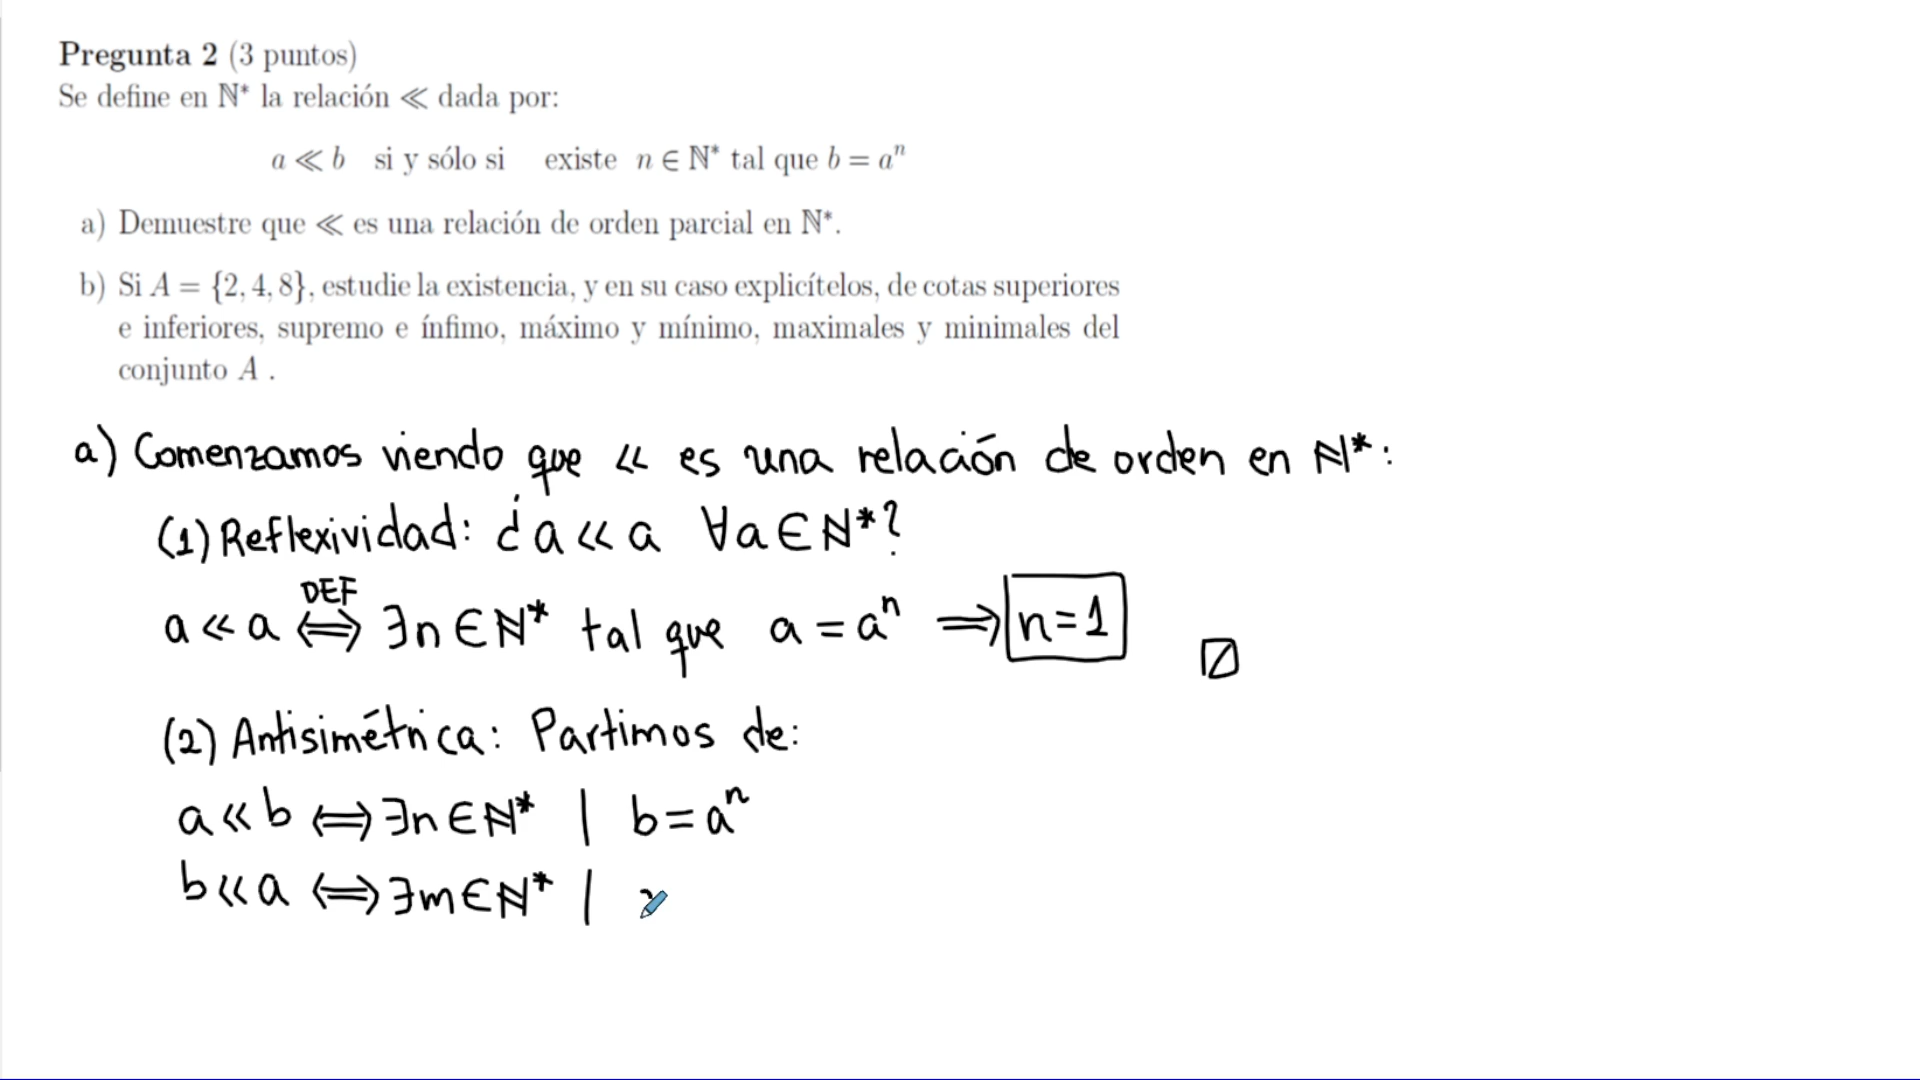 Pregunta 2 (3 puntos)
Se define en ℕ* la relación ≪ dada por:
a ≪ b si y sólo si existe n ∈ ℕ* tal que b = aⁿ
a) Demuestre que ≪ es una relación de orden parcial en ℕ*.
b) Si A = {2, 4, 8}, estudie la existencia, y en su caso explicítelos, de cotas superiores
e inferiores, supremo e ínfimo, máximo y mínimo, maximales y minimales del
conjunto A .
a) Comenzamos viendo que ≪ es una relación de orden en ℕ*:
(1) Reflexividad: ¿a ≪ a ∀a ∈ ℕ*?
DEF
a ≪ a ⟺ ∃n ∈ ℕ* tal que a = aⁿ ⟹ n = 1
(2) Antisimétrica: Partimos de:
a ≪ b ⟺ ∃n ∈ ℕ* | b = aⁿ
b ≪ a ⟺ ∃m ∈ ℕ* |